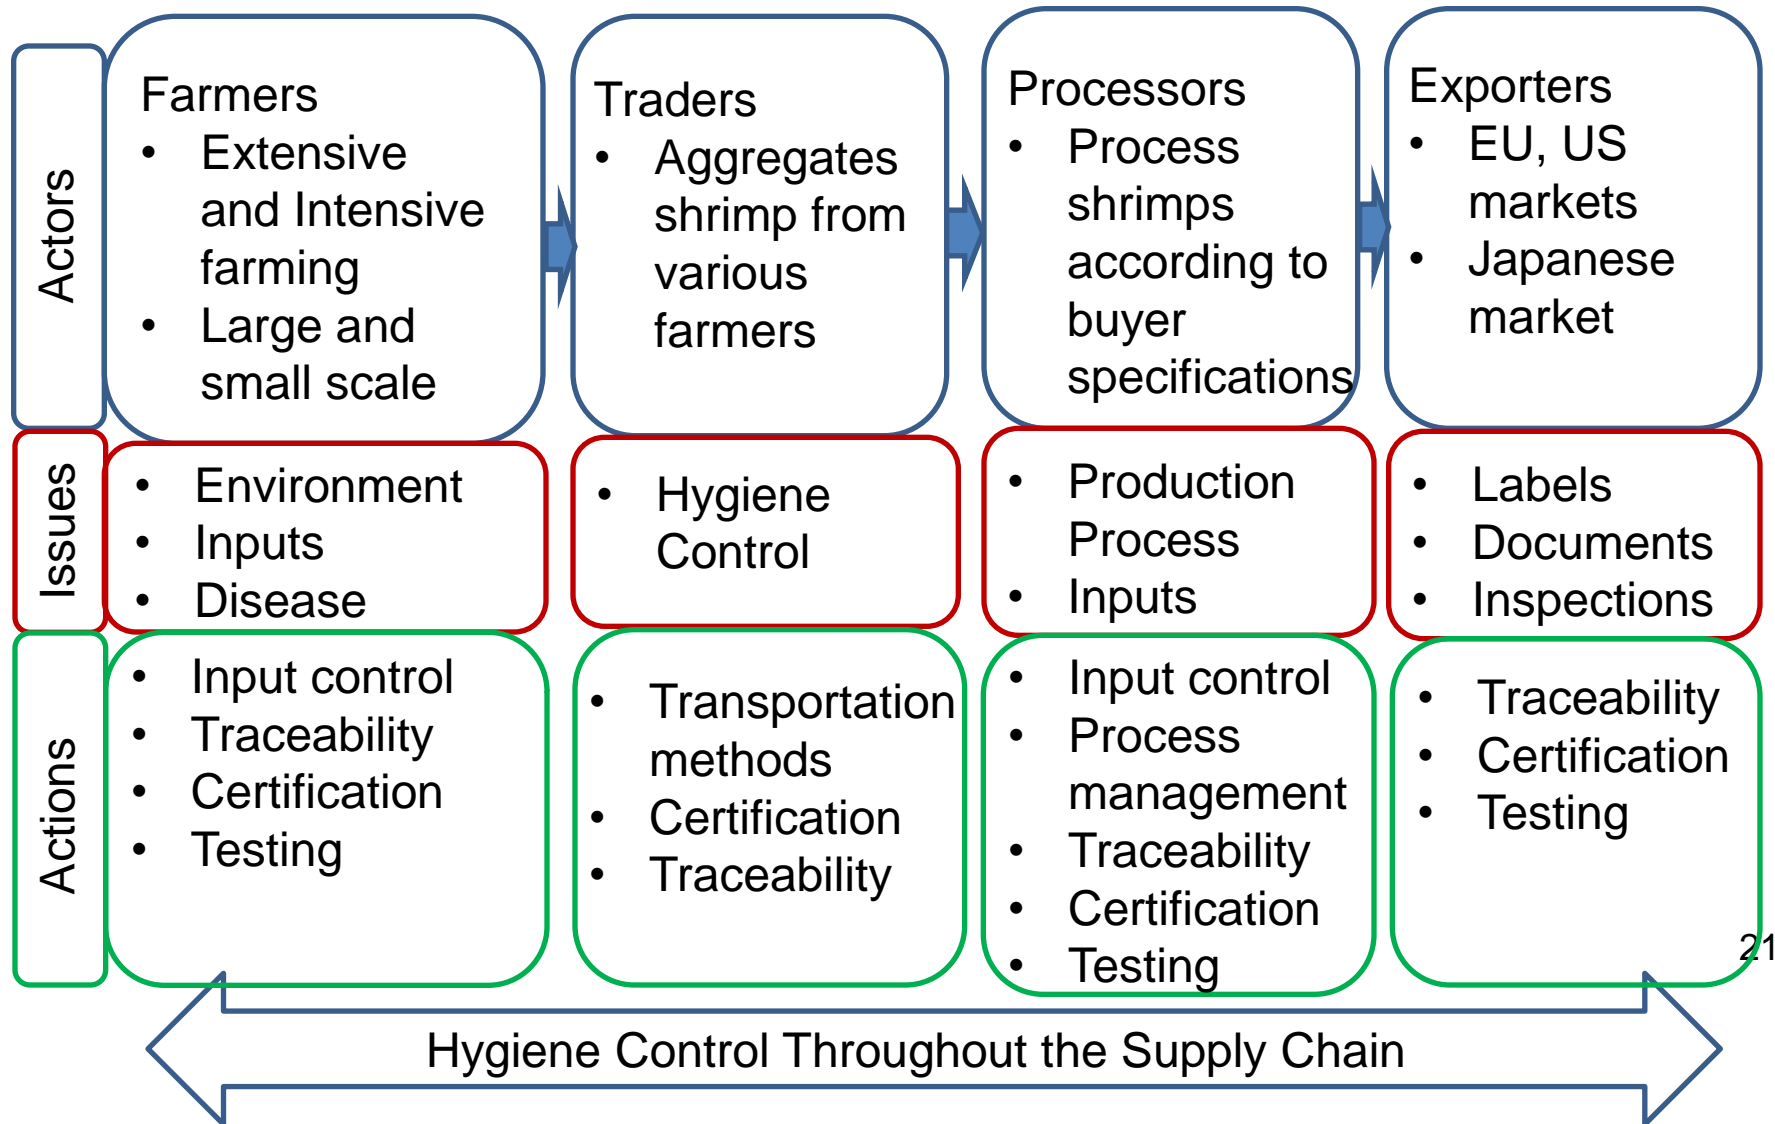 Actors
Farmers
• Extensive
and Intensive
farming
• Large and
small scale
Traders
• Aggregates
shrimp from
various
farmers
Processors
• Process
shrimps
according to
buyer
specifications
Exporters
• EU, US
markets
• Japanese
market
Issues
• Environment
• Inputs
• Disease
• Hygiene
Control
• Production
Process
• Inputs
• Labels
• Documents
• Inspections
Actions
• Input control
• Traceability
• Certification
• Testing
• Transportation
methods
• Certification
• Traceability
• Input control
• Process
management
• Traceability
• Certification
• Testing
• Traceability
• Certification
• Testing
21
Hygiene Control Throughout the Supply Chain